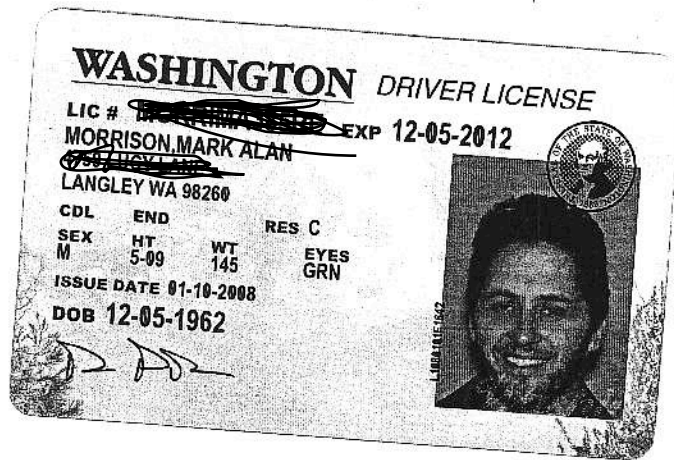 WASHINGTON DRIVER LICENSE
LIC # EXP 12-05-2012
MORRISON, MARK ALAN
LANGLEY WA 98260
CDL END RES C
SEX HT WT EYES
M 5-09 145 GRN
ISSUE DATE 01-10-2008
DOB 12-05-1962